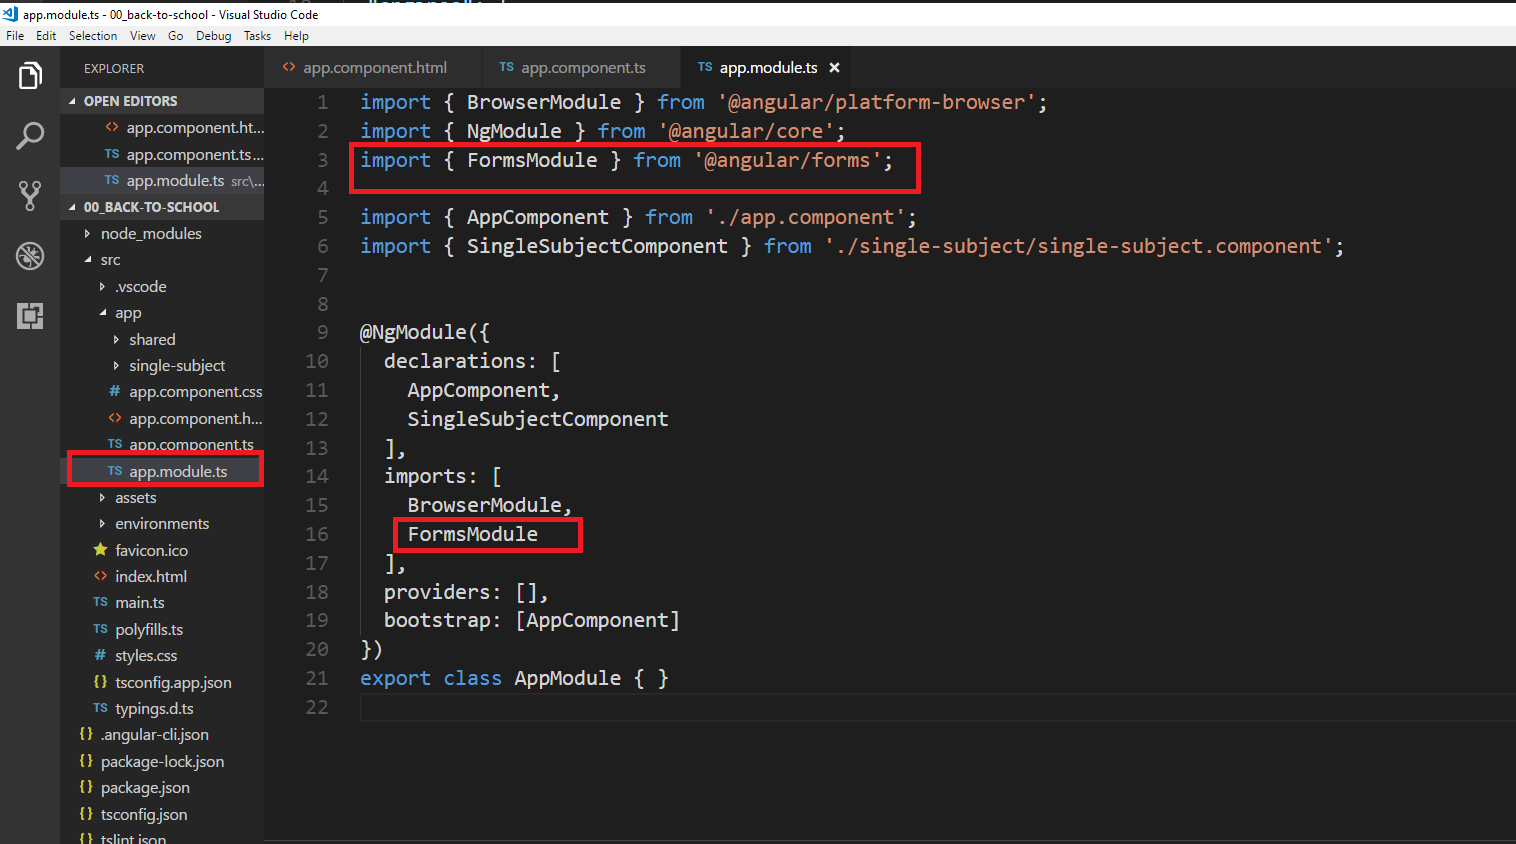 app.module.ts - 00_back-to-school - Visual Studio Code
File Edit Selection View Go Debug Tasks Help
EXPLORER
OPEN EDITORS
<> app.component.ht...
TS app.component.ts...
TS app.module.ts src\...
00_BACK-TO-SCHOOL
node_modules
src
.vscode
app
shared
single-subject
# app.component.css
<> app.component.h...
TS app.component.ts
TS app.module.ts
assets
environments
favicon.ico
<> index.html
TS main.ts
TS polyfills.ts
# styles.css
{} tsconfig.app.json
TS typings.d.ts
{} .angular-cli.json
{} package-lock.json
{} package.json
{} tsconfig.json
{} tslint.json
<> app.component.html TS app.component.ts TS app.module.ts ×
1 import { BrowserModule } from '@angular/platform-browser';
2 import { NgModule } from '@angular/core';
3 import { FormsModule } from '@angular/forms';
4
5 import { AppComponent } from './app.component';
6 import { SingleSubjectComponent } from './single-subject/single-subject.component';
7
8
9 @NgModule({
10 declarations: [
11 AppComponent,
12 SingleSubjectComponent
13 ],
14 imports: [
15 BrowserModule,
16 FormsModule
17 ],
18 providers: [],
19 bootstrap: [AppComponent]
20 })
21 export class AppModule { }
22